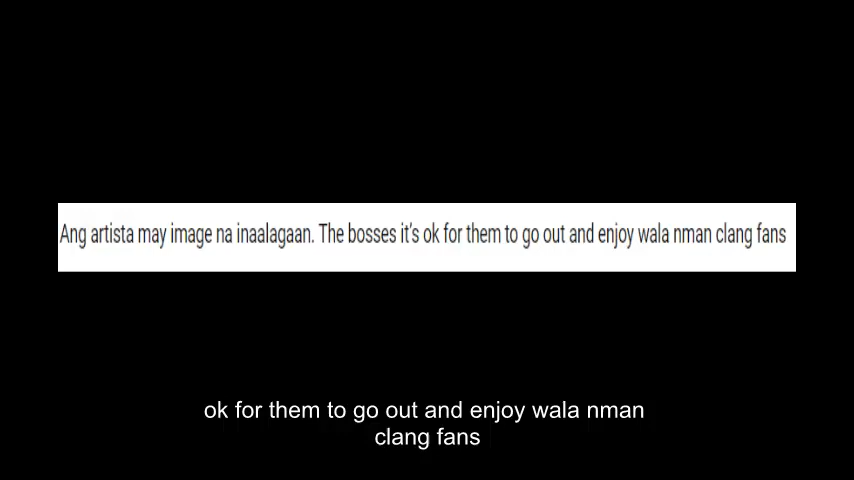 Ang artista may image na inaalagaan. The bosses it's ok for them to go out and enjoy wala nman clang fans
ok for them to go out and enjoy wala nman
clang fans